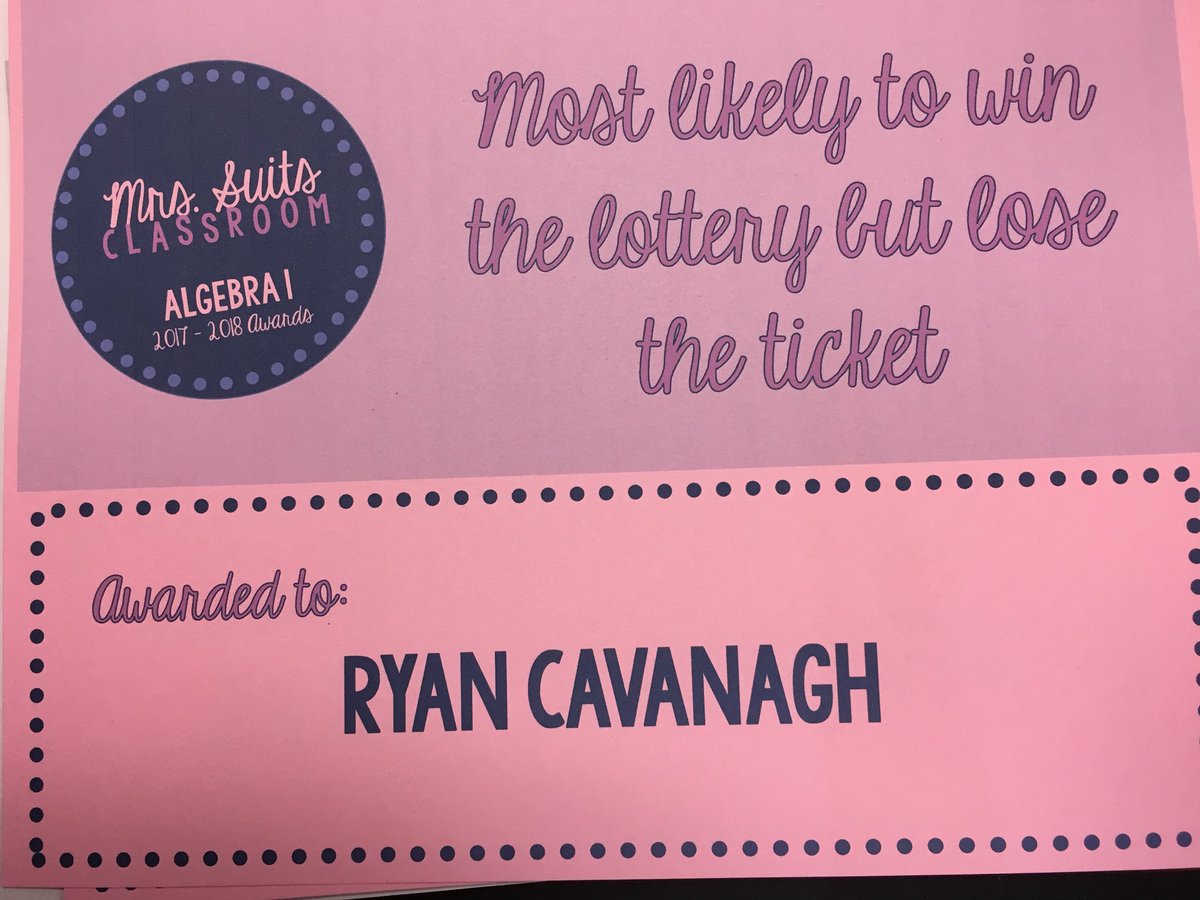 Mrs. Suits
CLASSROOM
ALGEBRA I
2017 - 2018 Awards
Most likely to win
the lottery but lose
the ticket
Awarded to:
RYAN CAVANAGH